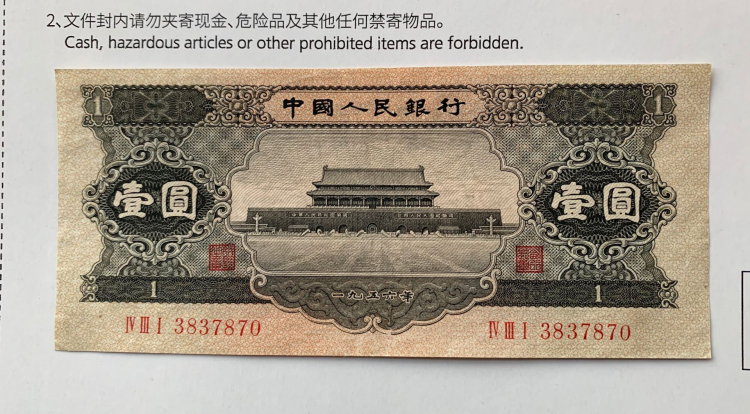 2、文件封内请勿夹寄现金、危险品及其他任何禁寄物品。
Cash, hazardous articles or other prohibited items are forbidden.
1 中國人民銀行 1
壹圓 壹圓
1 一九五六年 1
IV III I 3837870 IV III I 3837870